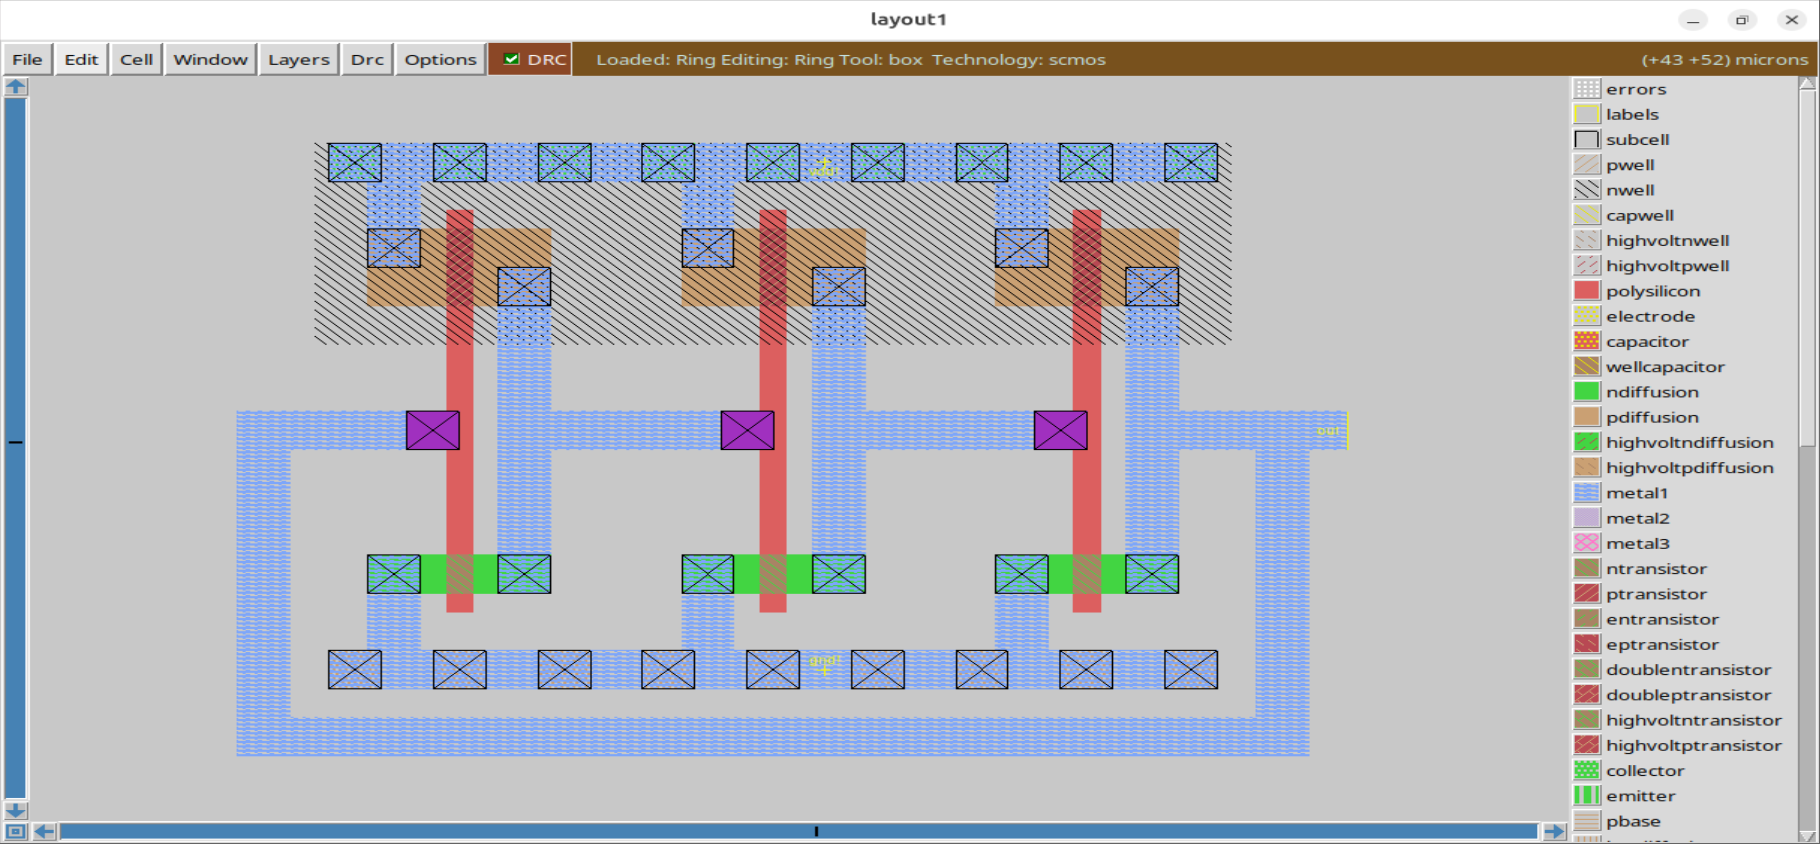 layout1
File Edit Cell Window Layers Drc Options DRC Loaded: Ring Editing: Ring Tool: box Technology: scmos (+43 +52) microns
errors
labels
subcell
pwell
nwell
capwell
highvoltnwell
highvoltpwell
polysilicon
electrode
capacitor
wellcapacitor
ndiffusion
pdiffusion
highvoltndiffusion
highvoltpdiffusion
metal1
metal2
metal3
ntransistor
ptransistor
entransistor
eptransistor
doublentransistor
doubleptransistor
highvoltntransistor
highvoltptransistor
collector
emitter
pbase
vdd!
out
gnd!